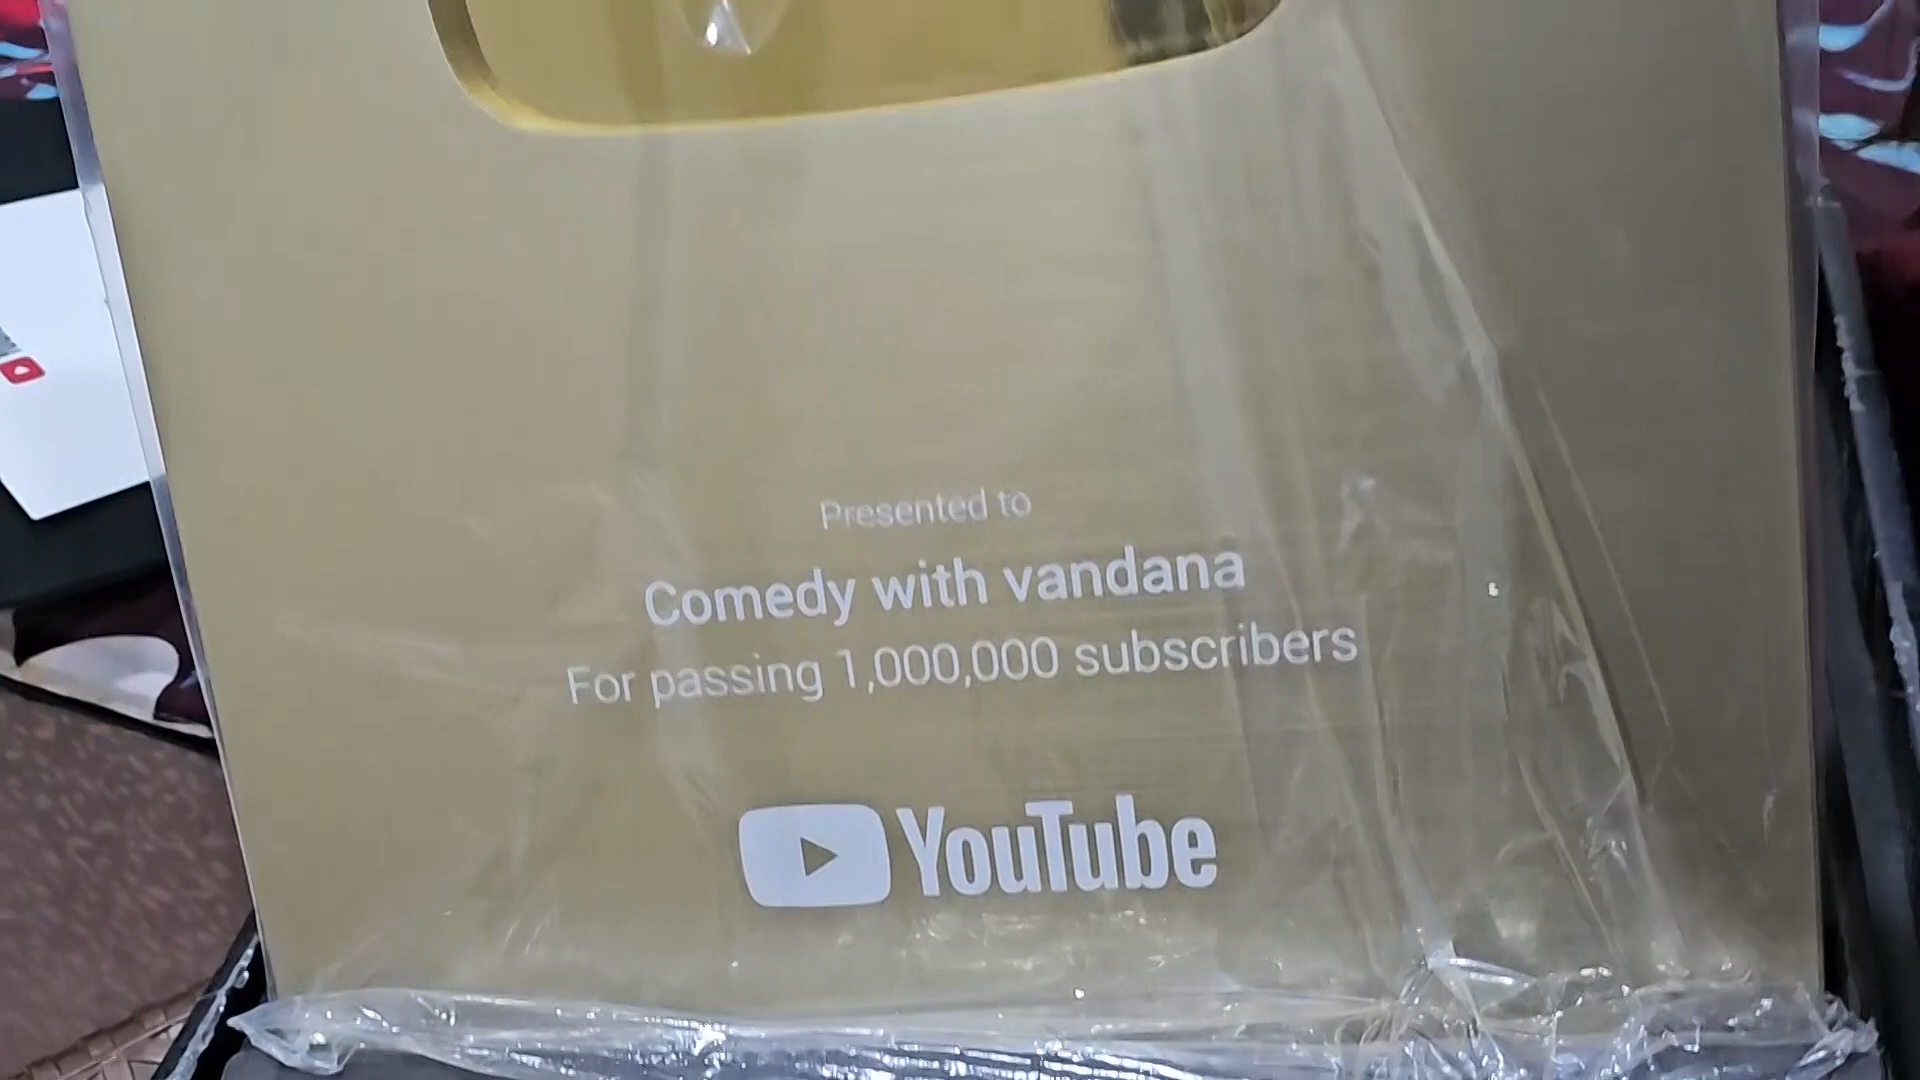 Presented to
Comedy with vandana
For passing 1,000,000 subscribers
YouTube